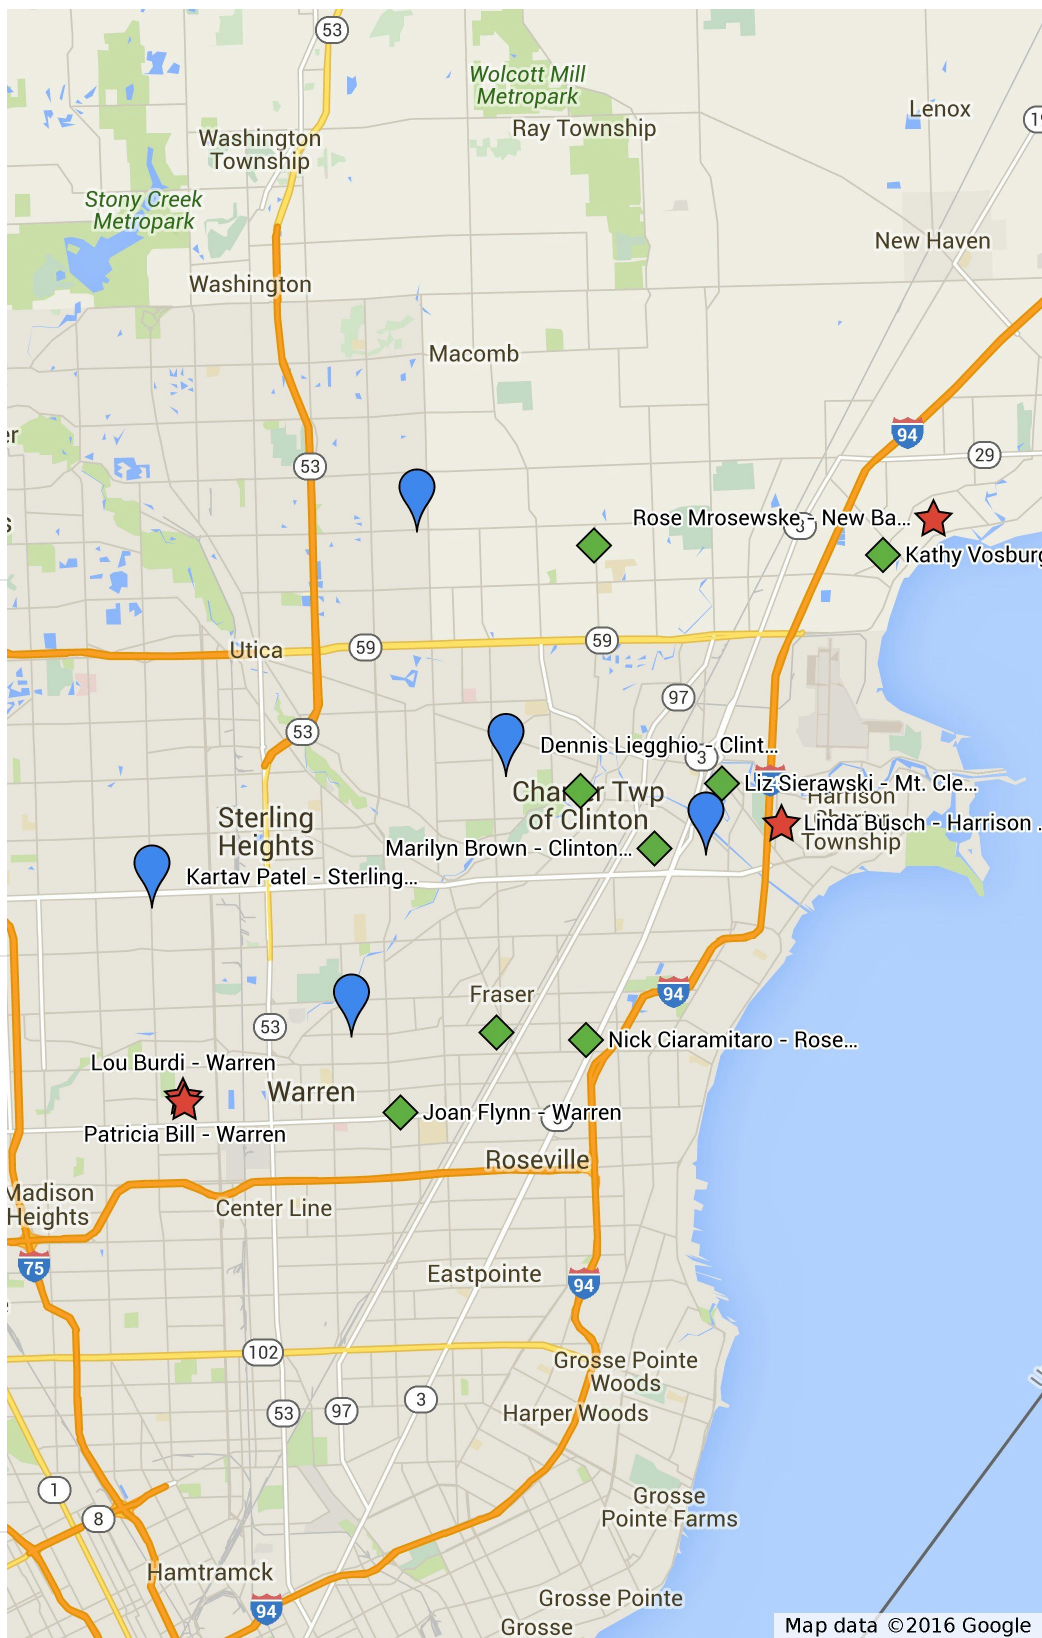 53
Wolcott Mill
Metropark
Lenox
Ray Township
19
Washington
Township
Stony Creek
Metropark
New Haven
Washington
Macomb
er
94
29
53
s
Rose Mrosewske - New Ba...
3
Kathy Vosburg
59
59
Utica
97
53
Dennis Liegghio - Clint...
3
Liz Sierawski - Mt. Cle...
Charter Twp
of Clinton
Harrison
Township
Linda Busch - Harrison ...
Sterling
Heights
Marilyn Brown - Clinton...
Kartav Patel - Sterling...
94
Fraser
53
Nick Ciaramitaro - Rose...
Lou Burdi - Warren
Warren
Joan Flynn - Warren
3
Patricia Bill - Warren
Roseville
Madison
Heights
Center Line
75
Eastpointe
94
102
Grosse Pointe
Woods
53
97
3
Harper Woods
1
8
Grosse
Pointe Farms
Hamtramck
94
Grosse Pointe
Grosse
Map data ©2016 Google